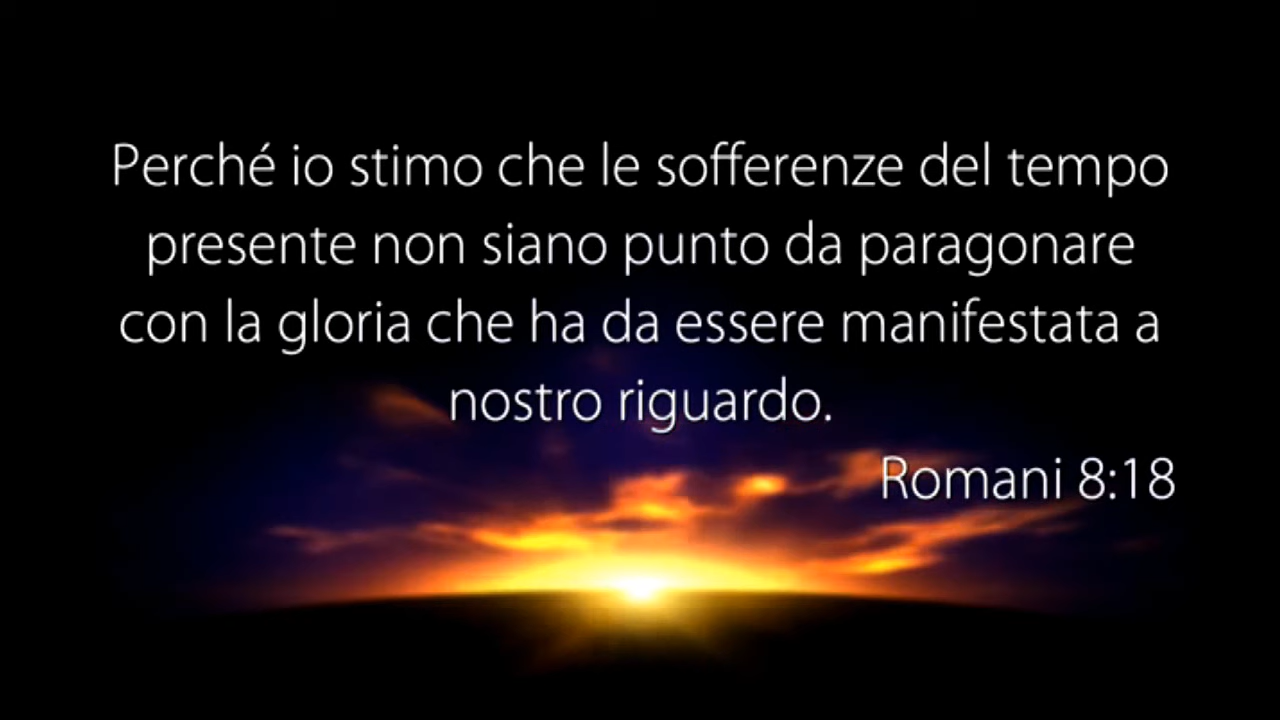 Perché io stimo che le sofferenze del tempo
presente non siano punto da paragonare
con la gloria che ha da essere manifestata a
nostro riguardo.
Romani 8:18